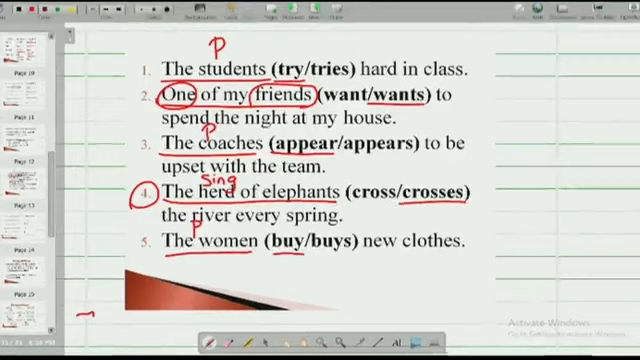 P
1. The students (try/tries) hard in class.
2. One of my friends (want/wants) to
spend the night at my house.
P
3. The coaches (appear/appears) to be
upset with the team.
sing
4. The herd of elephants (cross/crosses)
the river every spring.
P
5. The women (buy/buys) new clothes.
Activate Windows